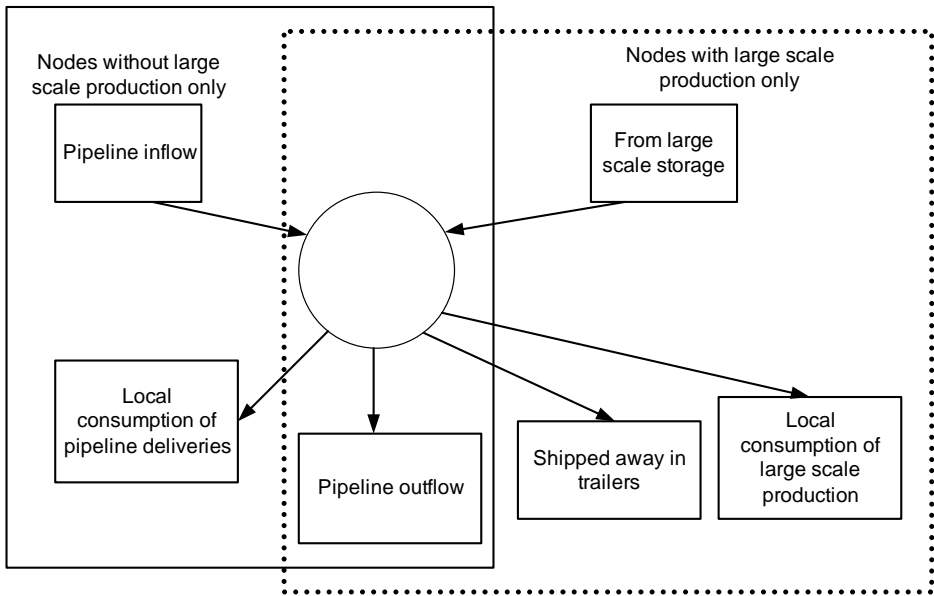 Nodes without large
scale production only
Nodes with large scale
production only
Pipeline inflow
From large
scale storage
Local
consumption of
pipeline deliveries
Pipeline outflow
Shipped away in
trailers
Local
consumption of
large scale
production